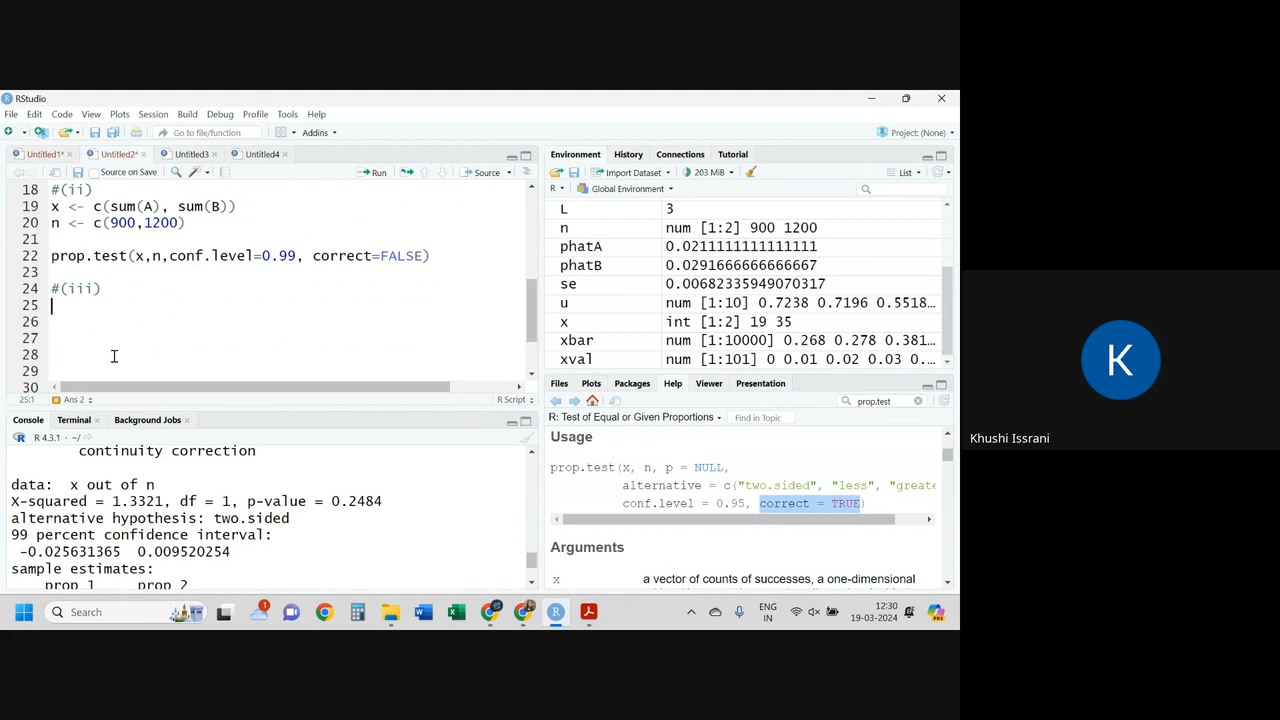 RStudio
File Edit View Plots Session Build Debug Profile Tools Help
Go to file/function Addins Project: (None)
Untitled1* Untitled2* Untitled3 Untitled4
Source on Save Run Source
18 #(ii)
19 x <- c(sum(A), sum(B))
20 n <- c(900,1200)
21
22 prop.test(x,n,conf.level=0.99, correct=FALSE)
23
24 #(iii)
25
26
27
28
29
30
25:1 Ans 2 R Script
Console Terminal Background Jobs
R 4.3.1 · ~/
continuity correction
data: x out of n
X-squared = 1.3321, df = 1, p-value = 0.2484
alternative hypothesis: two.sided
99 percent confidence interval:
-0.025631365 0.009520254
sample estimates:
prop 1 prop 2
Environment History Connections Tutorial
Import Dataset 203 MiB List
R Global Environment
L 3
n num [1:2] 900 1200
phatA 0.0211111111111111
phatB 0.0291666666666667
se 0.00682335949070317
u num [1:10] 0.7238 0.7196 0.5518…
x int [1:2] 19 35
xbar num [1:10000] 0.268 0.278 0.381…
xval num [1:101] 0 0.01 0.02 0.03 0.…
Files Plots Packages Help Viewer Presentation
prop.test
R: Test of Equal or Given Proportions Find in Topic
Usage
prop.test(x, n, p = NULL,
alternative = c("two.sided", "less", "greate
conf.level = 0.95, correct = TRUE)
Arguments
x a vector of counts of successes, a one-dimensional
Search
1
ENG
IN
12:30
19-03-2024
K
Khushi Issrani